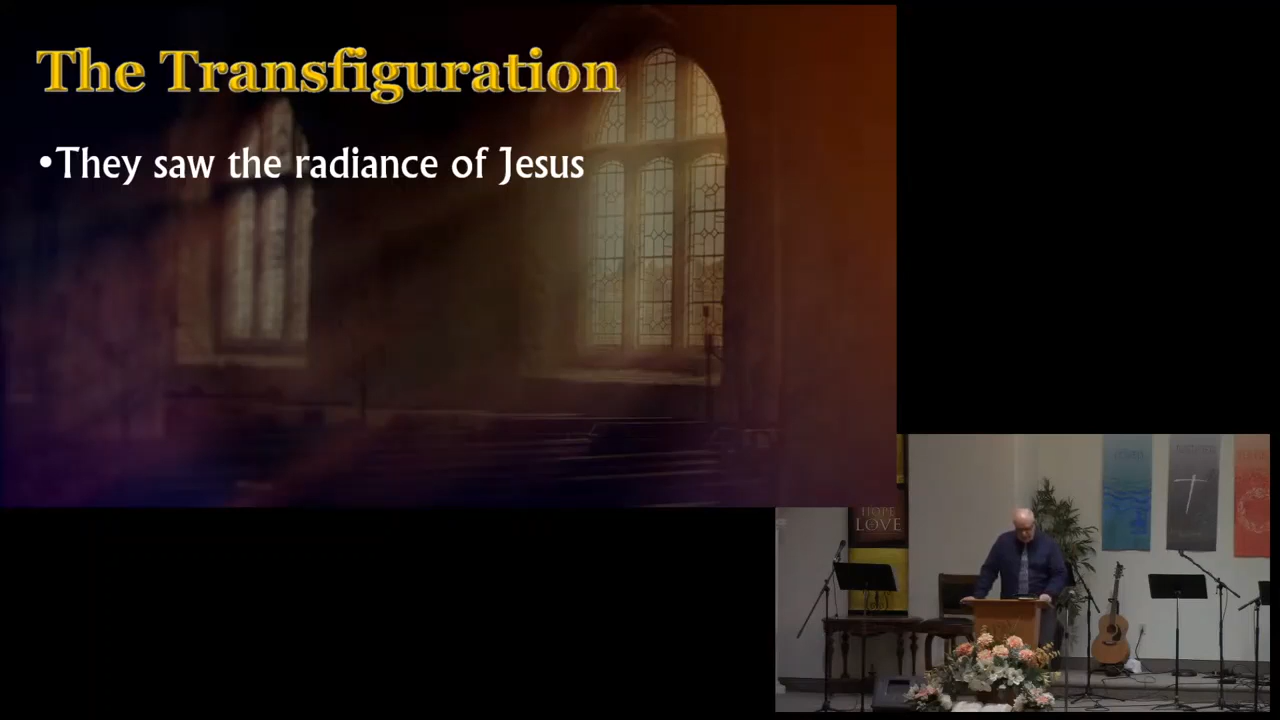 The Transfiguration
•They saw the radiance of Jesus
HOPE
LOVE